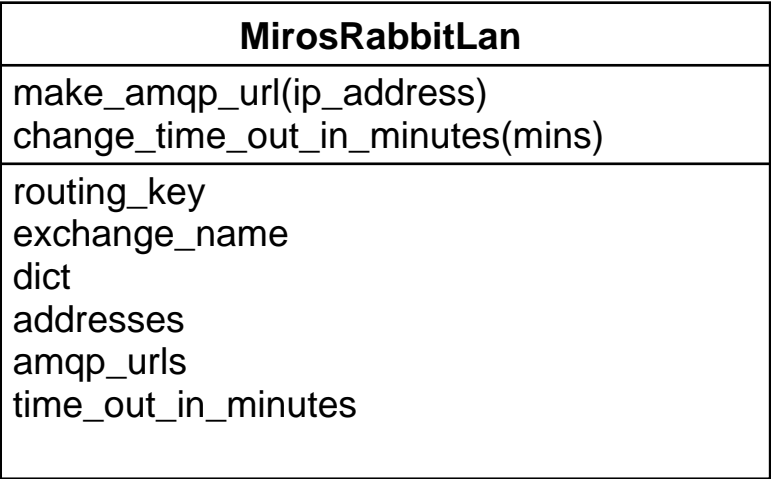 MirosRabbitLan
make_amqp_url(ip_address)
change_time_out_in_minutes(mins)
routing_key
exchange_name
dict
addresses
amqp_urls
time_out_in_minutes